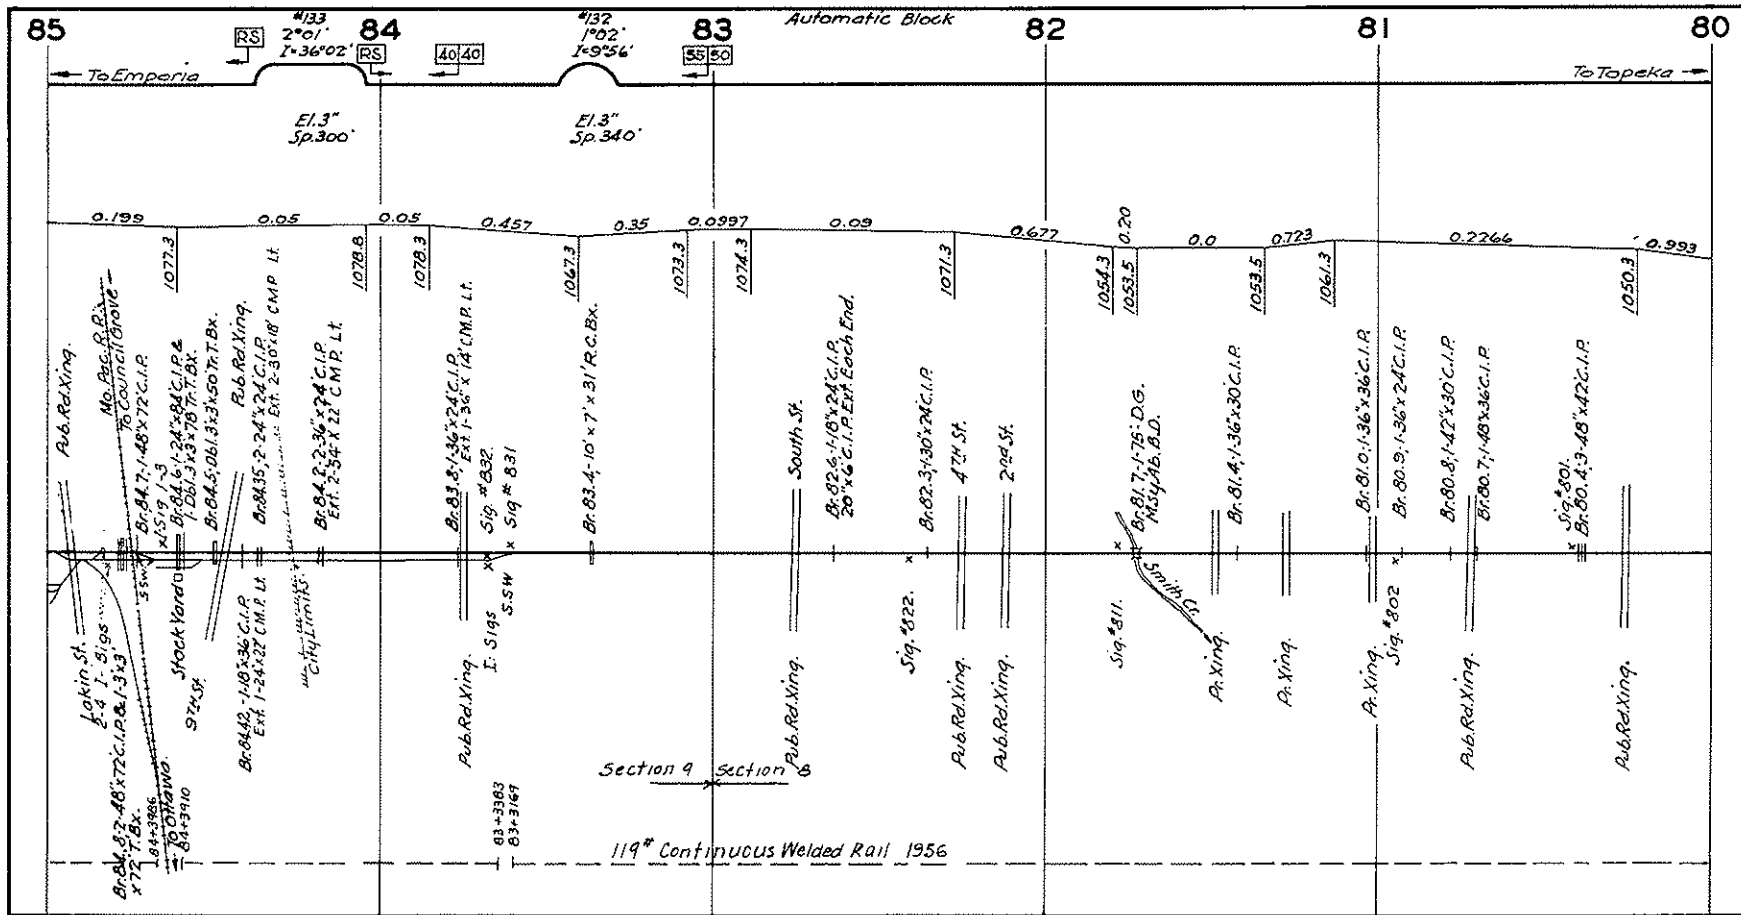 85
#133
2°01'
I=36°02'
RS
84
RS
40 40
#132
1°02'
I=9°56'
83
55 50
Automatic Block
82
81
80
← To Emporia
To Topeka →
El. 3"
Sp. 300'
El. 3"
Sp. 340'
0.199
0.05
0.05
0.457
0.35
0.0997
0.09
0.677
0.20
0.0
0.723
0.2266
0.993
1077.3
1078.8
1078.3
1067.3
1073.3
1074.3
1071.3
1054.3
1053.5
1053.5
1061.3
1050.3
Pub. Rd. Xing.
Mo. Pac. R.R.
To Council Grove
Br. 84.7-1-48"x72' C.I.P.
x I-Sig 1-3
Br. 84.6-1-24"x84' C.I.P. &
1-Dbl. 3'x3'x78' Tr. T. Bx.
Br. 84.5; Dbl. 3'x3'x50' Tr. T. Bx.
Pub. Rd. Xing.
Br. 84.35, 2-24"x24' C.I.P.
Ext. 2-30"x18' CMP Lt.
Br. 84.2-2-36"x24' C.I.P.
Ext. 2-54"x22' C.M.P. Lt.
Br. 83.8-1-36"x24' C.I.P.
Ext 1-36"x14' C.M.P. Lt.
Sig. #832
Sig # 831
Br. 83.4,-10'x7'x31' R.C. Bx.
South St.
Br. 82.6-1-18"x24' C.I.P.
20"x6' C.I.P. Ext. Each End.
Br. 82.3,-1-30"x24' C.I.P.
4TH St.
2nd St.
Br. 81.7,-1-75'-D.G.
M.sy. Ab. B.D.
Br. 81.4,-1-36"x30' C.I.P.
Br. 81.0;1-36"x36' C.I.P.
Br. 80.9;1-36"x24' C.I.P.
Br. 80.8;1-42"x30' C.I.P.
Br. 80.7;1-48"x36' C.I.P.
Sig. #801
Br. 80.4,3-48"x42' C.I.P.
SSW
Lakin St.
2-4 I-Sigs
Br. 84.8;2-48"x72' C.I.P. & 1-3'x3'
x72' T. Bx.
84+3986
To Ottawa
84+3910
Stock Yard
9TH St.
Br. 84.42,-1-18"x36' C.I.P.
Ext. 1-24"x22' C.M.P. Lt
City Limits
Pub. Rd. Xing.
I-Sigs
S.S.W
83+3383
83+3169
Pub. Rd. Xing.
Sig. #822.
Pub. Rd. Xing.
Pub. Rd. Xing.
Sig. #811.
Smith Cr.
Pr. Xing.
Pr. Xing.
Pr. Xing.
Sig. #802
Pub. Rd. Xing.
Pub. Rd. Xing.
Section 9 Section 8
119# Continuous Welded Rail 1956